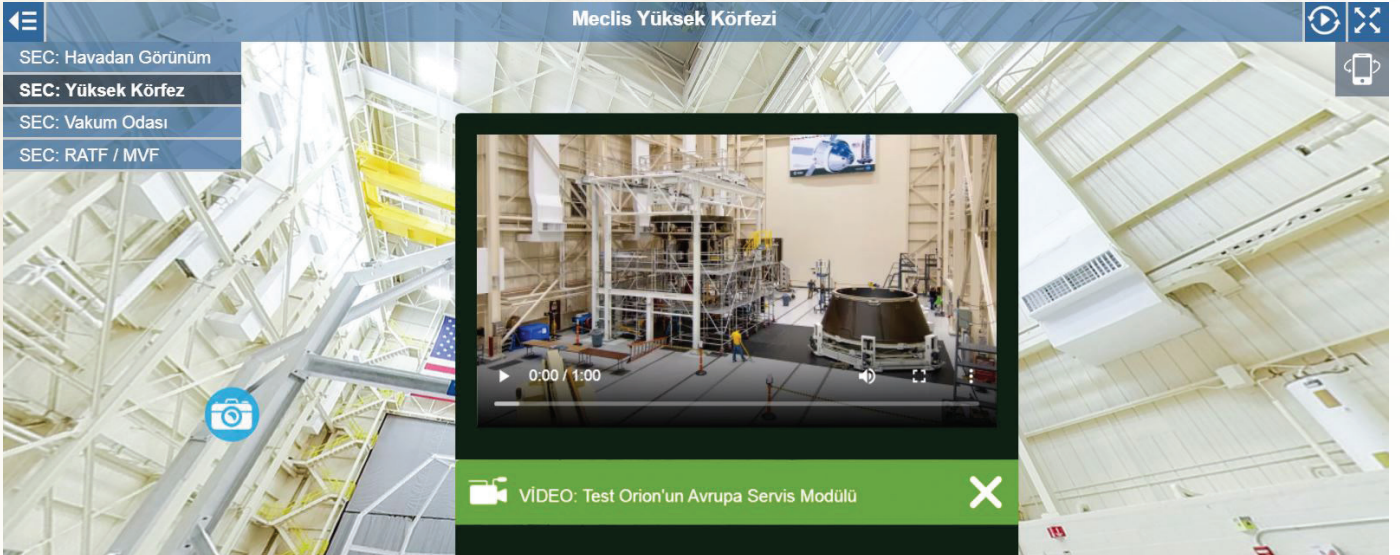 Meclis Yüksek Körfezi
SEC: Havadan Görünüm
SEC: Yüksek Körfez
SEC: Vakum Odası
SEC: RATF / MVF
0:00 / 1:00
VİDEO: Test Orion'un Avrupa Servis Modülü